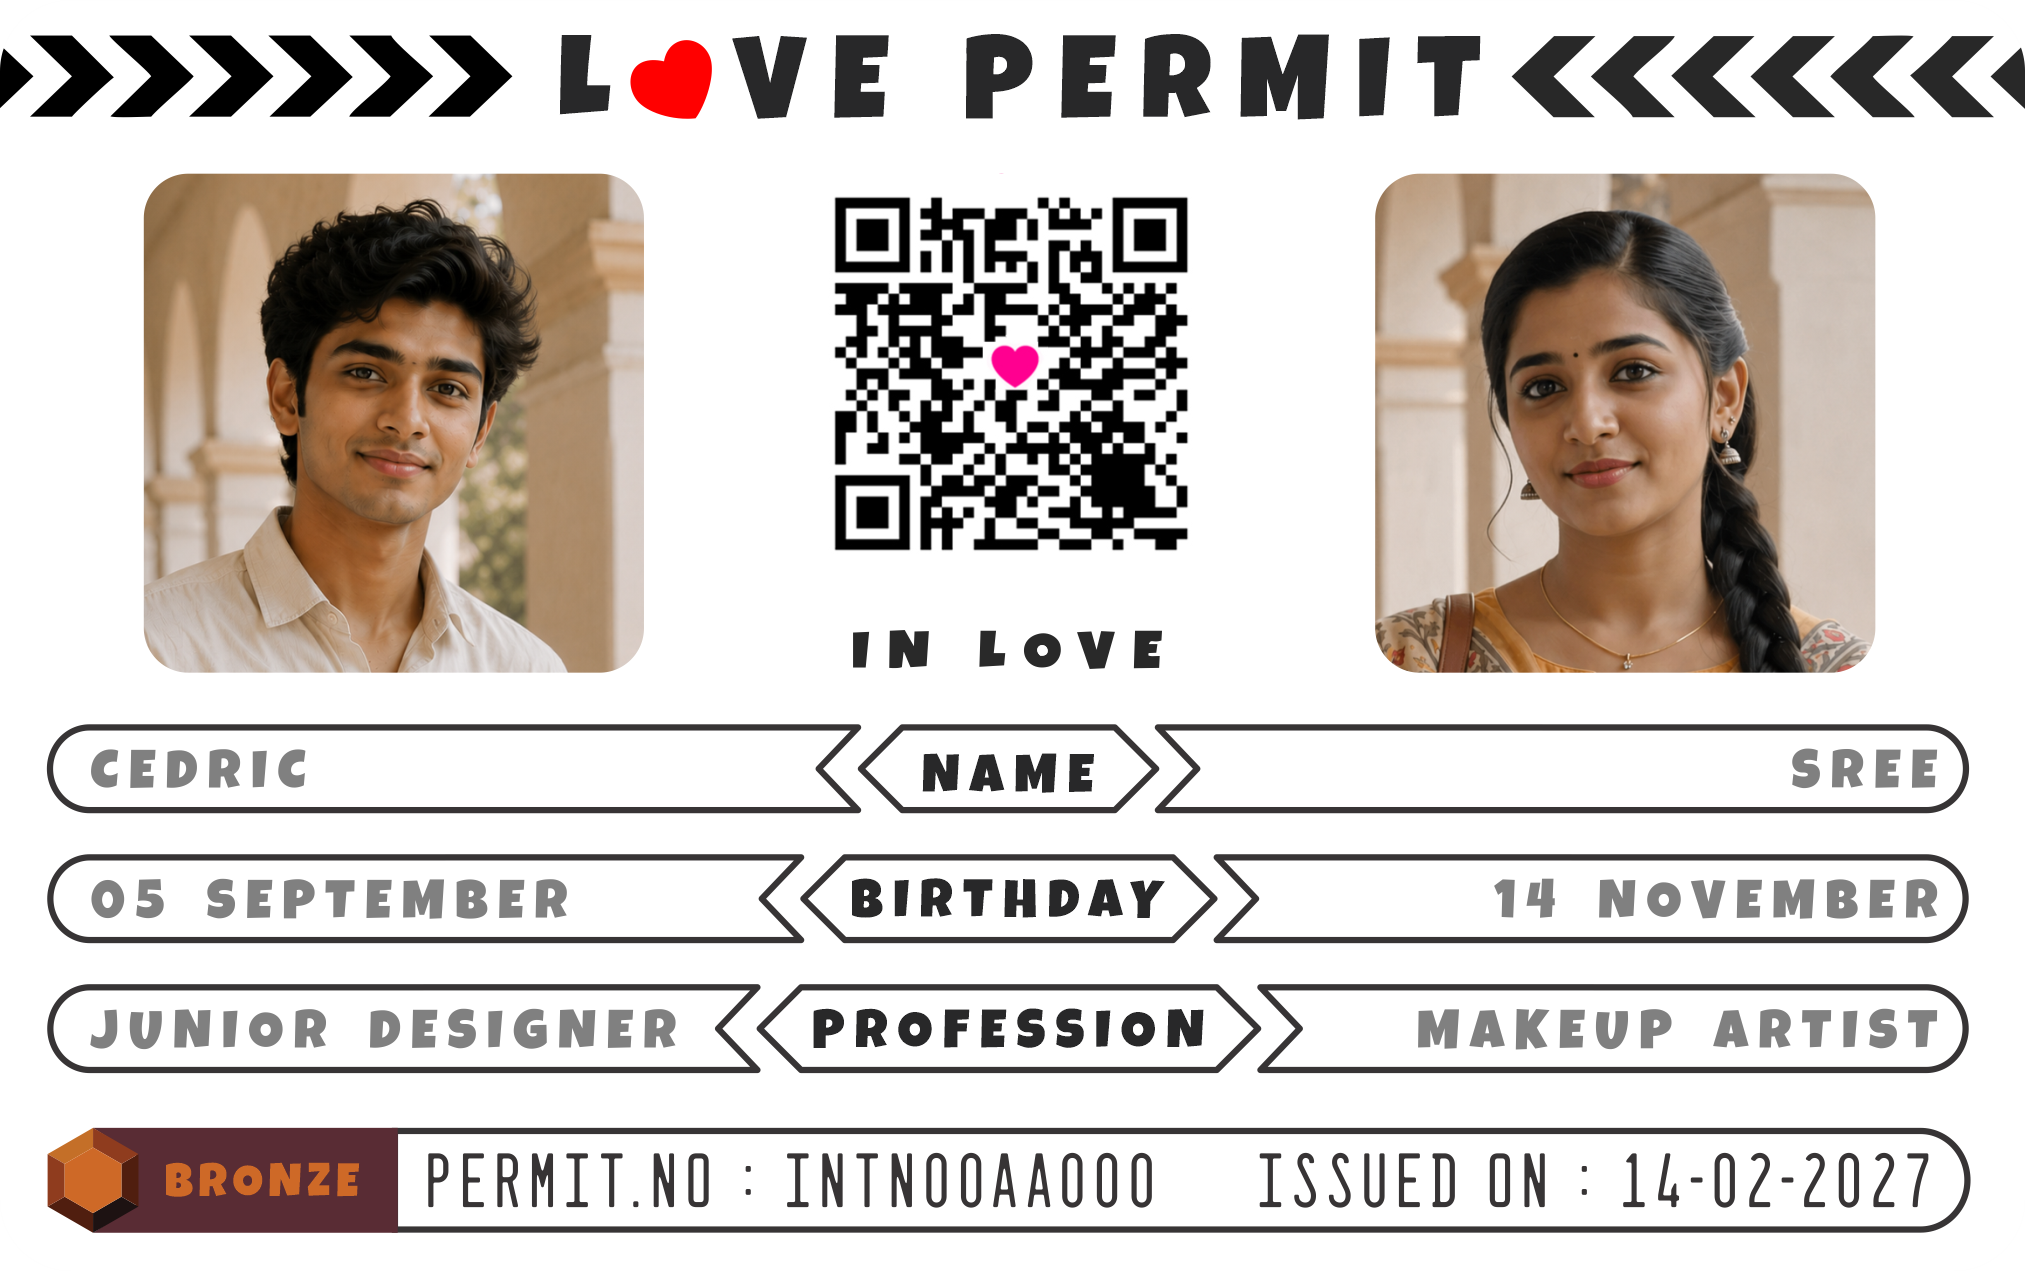 LOVE PERMIT
IN LOVE
CEDRIC NAME SREE
05 SEPTEMBER BIRTHDAY 14 NOVEMBER
JUNIOR DESIGNER PROFESSION MAKEUP ARTIST
BRONZE PERMIT.NO : INTN00AA000 ISSUED ON : 14-02-2027